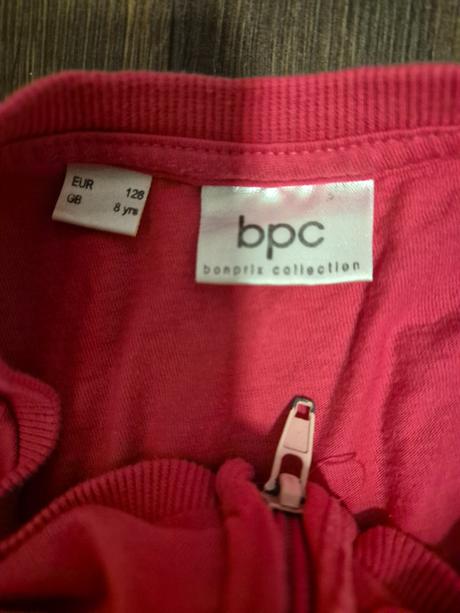 EUR 128
GB 8 yrs
bpc
bonprix collection